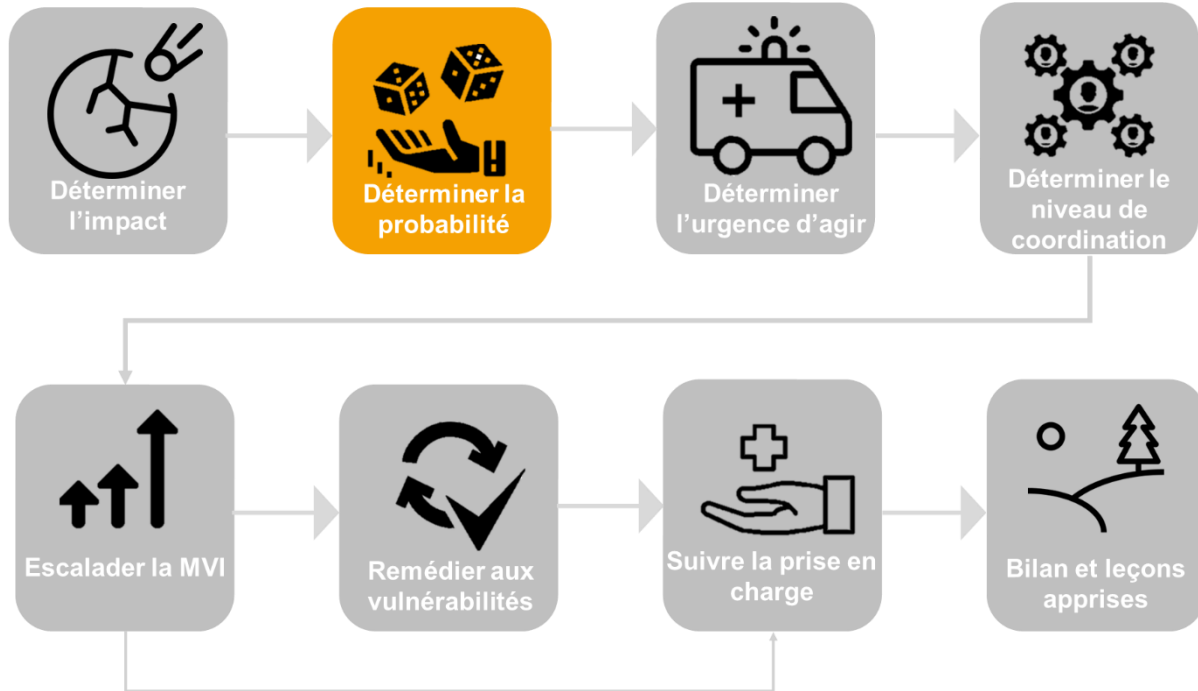 Déterminer
l’impact
Déterminer la
probabilité
Déterminer
l’urgence d’agir
Déterminer le
niveau de
coordination
Escalader la MVI
Remédier aux
vulnérabilités
Suivre la prise en
charge
Bilan et leçons
apprises